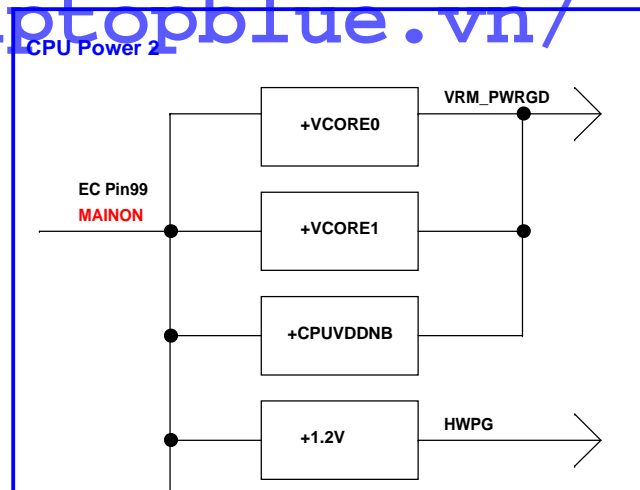 ptopblue.vn/
CPU Power 2
VRM_PWRGD
+VCORE0
EC Pin99
MAINON
+VCORE1
+CPUVDDNB
+1.2V
HWPG